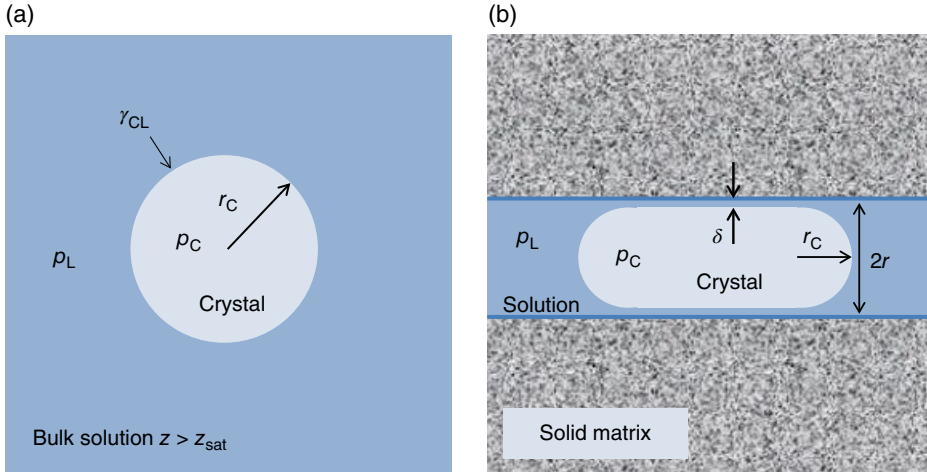 (a)
γCL
rC
pC
pL
Crystal
Bulk solution z > zsat
(b)
pL
pC
δ
rC
2r
Crystal
Solution
Solid matrix